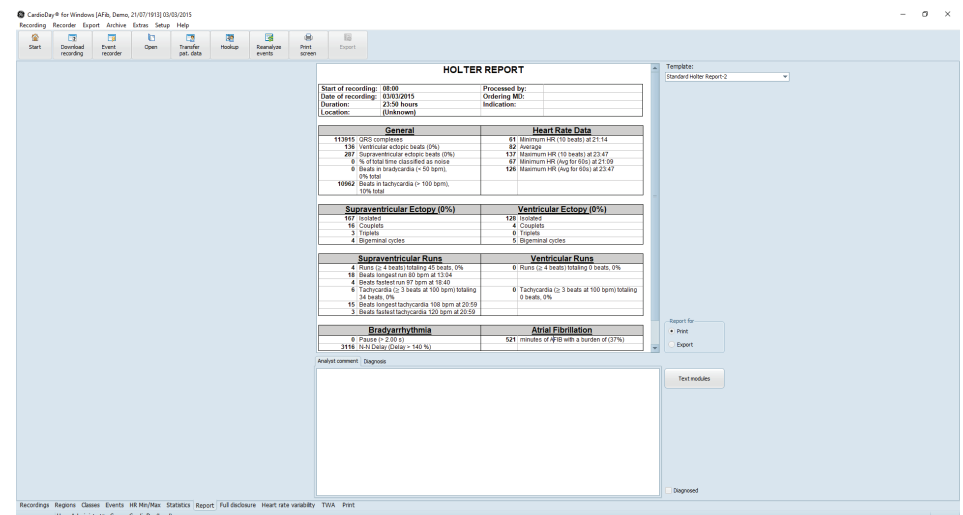 CardioDay® for Windows [AFib, Demo, 21/07/1913] 03/03/2015
Recording Recorder Export Archive Extras Setup Help
Start Download recording Event recorder Open Transfer pat. data Hookup Reanalyze events Print screen Export
HOLTER REPORT
Template:
Standard Holter Report-2
Start of recording: 08:00 Processed by:
Date of recording: 03/03/2015 Ordering MD:
Duration: 23:50 hours Indication:
Location: (Unknown)
General Heart Rate Data
113915 QRS complexes 61 Minimum HR (10 beats) at 21:14
136 Ventricular ectopic beats (0%) 82 Average
287 Supraventricular ectopic beats (0%) 137 Maximum HR (10 beats) at 23:47
0 % of total time classified as noise 67 Minimum HR (Avg for 60s) at 21:09
0 Beats in bradycardia (< 50 bpm), 126 Maximum HR (Avg for 60s) at 23:47
0% total
10962 Beats in tachycardia (> 100 bpm),
10% total
Supraventricular Ectopy (0%) Ventricular Ectopy (0%)
167 Isolated 128 Isolated
16 Couplets 4 Couplets
3 Triplets 0 Triplets
4 Bigeminal cycles 5 Bigeminal cycles
Supraventricular Runs Ventricular Runs
4 Runs (≥ 4 beats) totaling 45 beats, 0% 0 Runs (≥ 4 beats) totaling 0 beats, 0%
18 Beats longest run 80 bpm at 13:04
4 Beats fastest run 97 bpm at 18:40
6 Tachycardia (≥ 3 beats at 100 bpm) totaling 0 Tachycardia (≥ 3 beats at 100 bpm) totaling
34 beats, 0% 0 beats, 0%
15 Beats longest tachycardia 108 bpm at 20:59
3 Beats fastest tachycardia 120 bpm at 20:59
Bradyarrhythmia Atrial Fibrillation
0 Pause (> 2.00 s) 521 minutes of AFIB with a burden of (37%)
3116 N-N Delay (Delay > 140 %)
Report for
Print
Export
Analyst comment Diagnosis
Text modules
Diagnosed
Recordings Regions Classes Events HR Min/Max Statistics Report Full disclosure Heart rate variability TWA Print